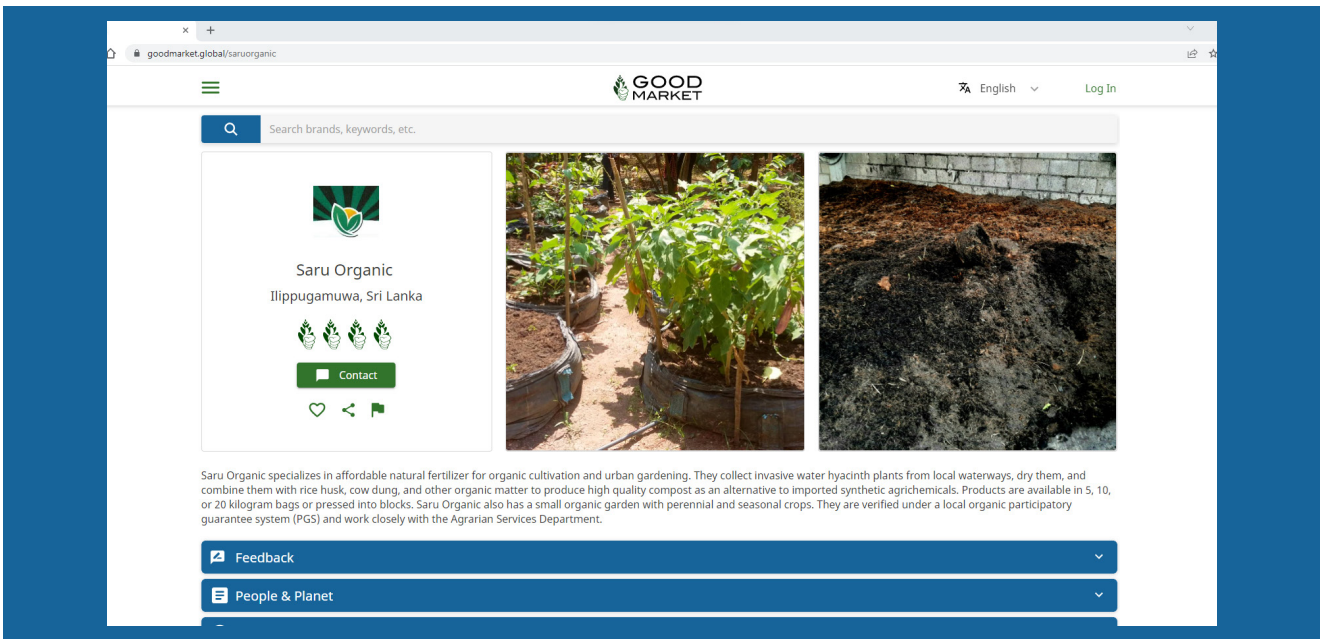 goodmarket.global/saruorganic
GOOD
MARKET
English
Log In
Search brands, keywords, etc.
Saru Organic
Ilippugamuwa, Sri Lanka
Contact
Saru Organic specializes in affordable natural fertilizer for organic cultivation and urban gardening. They collect invasive water hyacinth plants from local waterways, dry them, and
combine them with rice husk, cow dung, and other organic matter to produce high quality compost as an alternative to imported synthetic agrichemicals. Products are available in 5, 10,
or 20 kilogram bags or pressed into blocks. Saru Organic also has a small organic garden with perennial and seasonal crops. They are verified under a local organic participatory
guarantee system (PGS) and work closely with the Agrarian Services Department.
Feedback
People & Planet